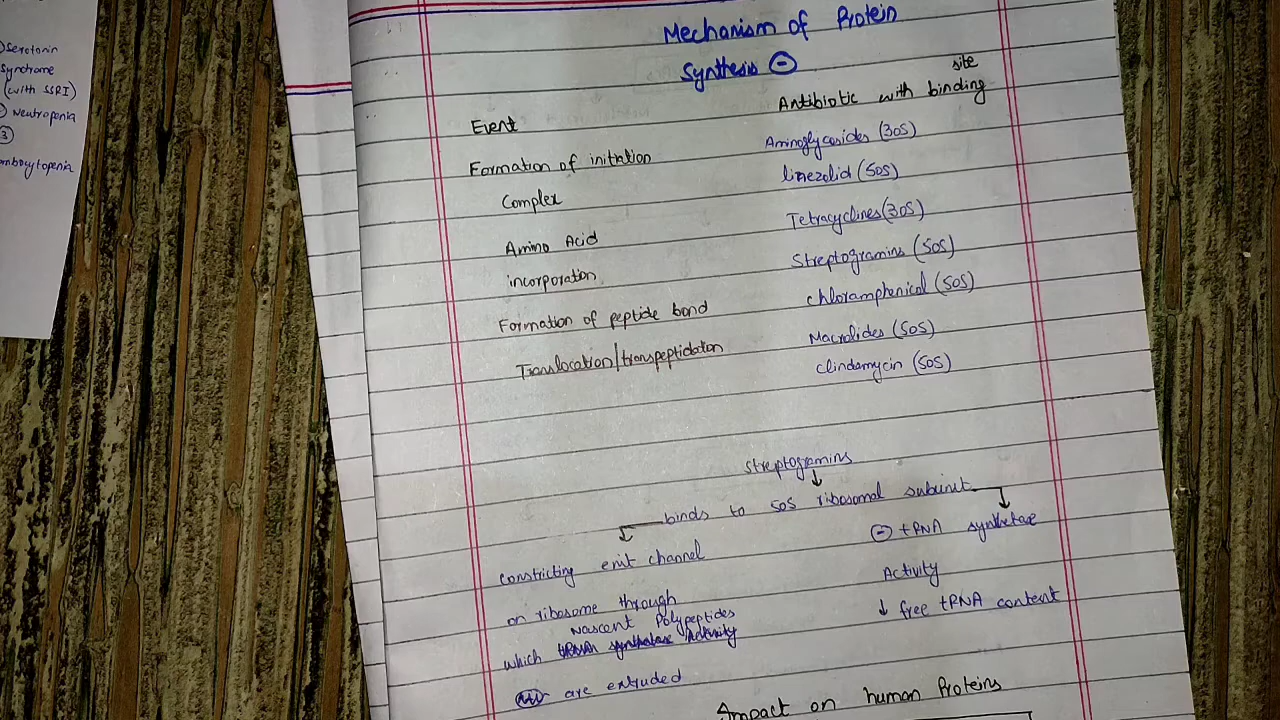 )Serotonin
Syndrome
(with SSRI)
) Neutropenia
3
ombocytopenia
Mechanism of Protein
Synthesis ⊖
Event
Antibiotic with binding site
Formation of initiation
Complex
Aminoglycosides (30S)
linezolid (50S)
Amino Acid
incorporation
Tetracyclines(30S)
Streptogramins (50S)
Formation of peptide bond
chloramphenicol (50S)
Translocation/transpeptidation
Macrolides (50S)
clindamycin (50S)
streptogramins
↓
binds to 50S ribosomal subunit
constricting exit channel
on ribosome through
Nascent Polypeptides
which
are extruded
⊖ tRNA synthetase
Activity
↓ free tRNA content
Impact on human Proteins